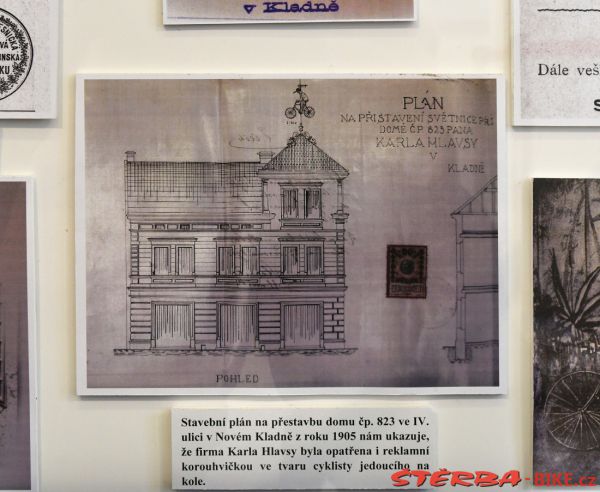 v Kladně
Dále veš
PLÁN
NA PŘISTAVENÍ SVĚTNICE PŘI
DOMĚ ČP. 823 PANA
KARLA HLAVSY
V
KLADNĚ
POHLED
Stavební plán na přestavbu domu čp. 823 ve IV.
ulici v Novém Kladně z roku 1905 nám ukazuje,
že firma Karla Hlavsy byla opatřena i reklamní
korouhvičkou ve tvaru cyklisty jedoucího na
kole.
ŠTĚRBA-BIKE.cz